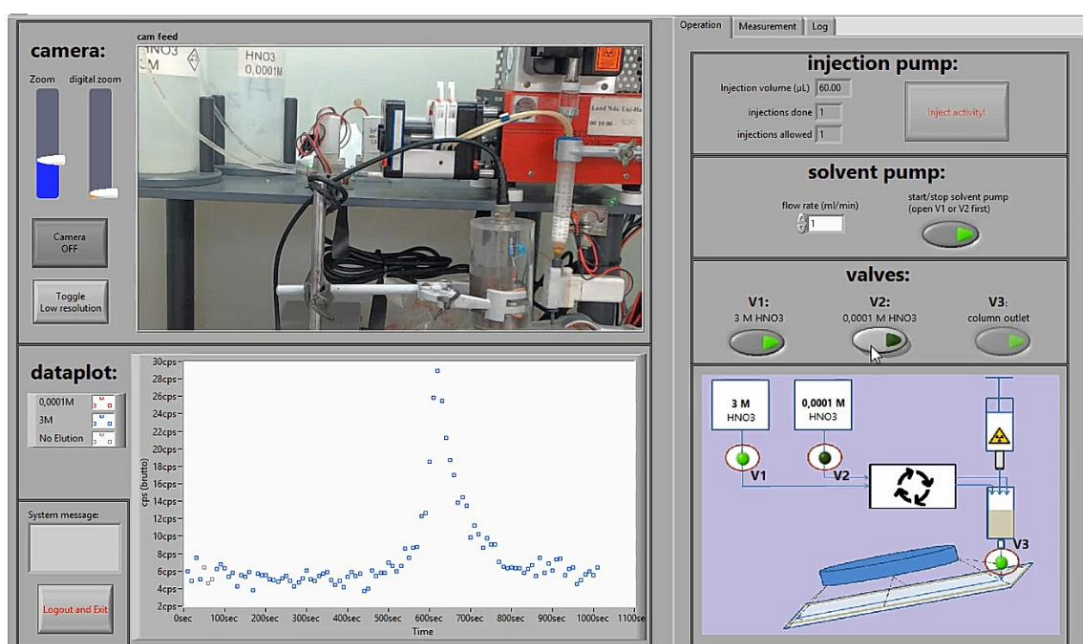 camera:
Zoom
digital zoom
Camera
OFF
Toggle
Low resolution
cam feed
HNO3
3M
HNO3
0,0001M
dataplot:
0,0001M
3M
No Elution
System message:
Logout and Exit
cps (brutto)
30cps
28cps
26cps
24cps
22cps
20cps
18cps
16cps
14cps
12cps
10cps
8cps
6cps
4cps
2cps
0sec
100sec
200sec
300sec
400sec
500sec
600sec
700sec
800sec
900sec
1000sec
1100se
Time
Operation
Measurement
Log
injection pump:
Injection volume (µL) 60.00
injections done 1
injections allowed 1
Inject activity!
solvent pump:
flow rate (ml/min)
1
start/stop solvent pump
(open V1 or V2 first)
valves:
V1:
3 M HNO3
V2:
0,0001 M HNO3
V3:
column outlet
3 M
HNO3
0,0001 M
HNO3
V1
V2
V3